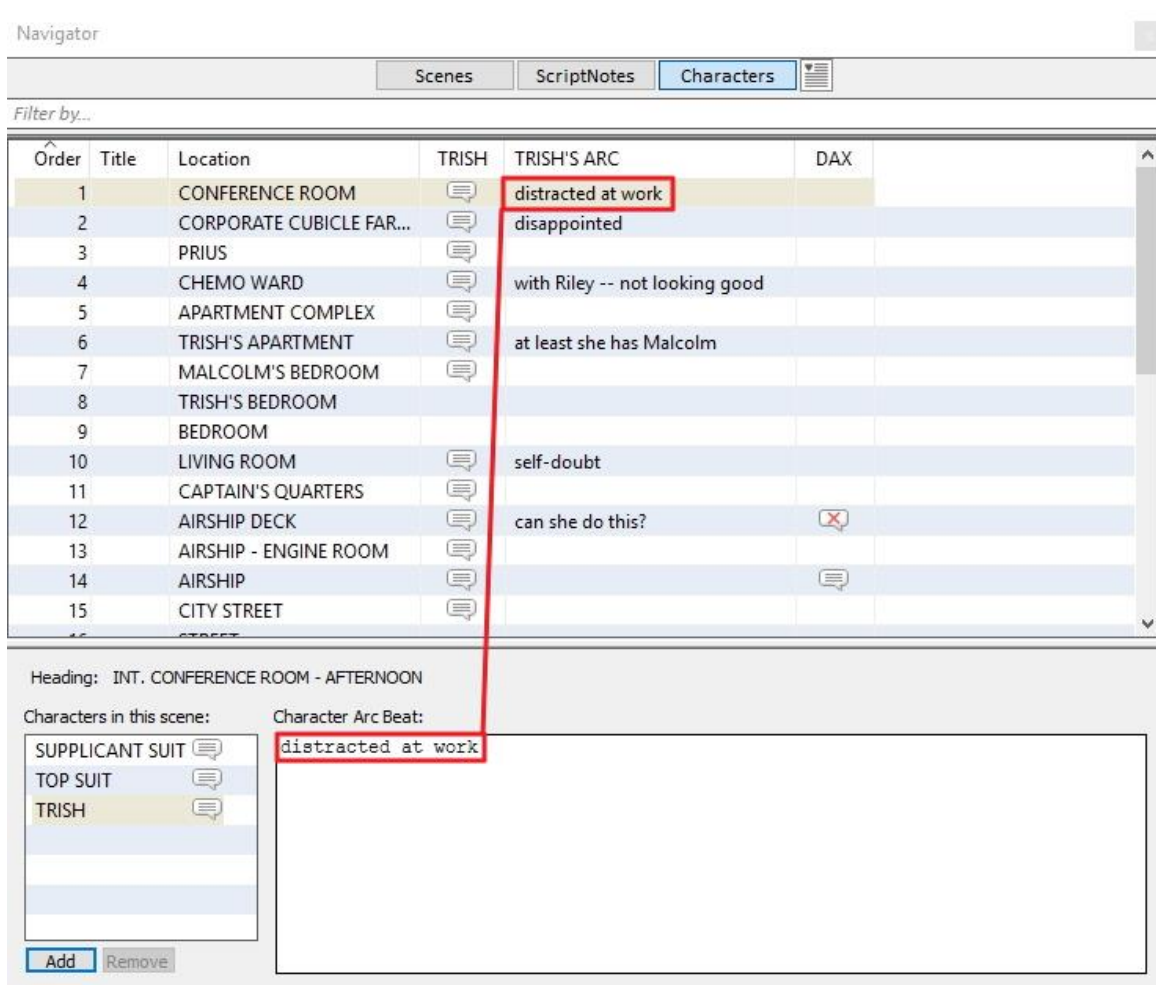 Navigator
Scenes ScriptNotes Characters
Filter by...
Order Title Location TRISH TRISH'S ARC DAX
1 CONFERENCE ROOM distracted at work
2 CORPORATE CUBICLE FAR... disappointed
3 PRIUS
4 CHEMO WARD with Riley -- not looking good
5 APARTMENT COMPLEX
6 TRISH'S APARTMENT at least she has Malcolm
7 MALCOLM'S BEDROOM
8 TRISH'S BEDROOM
9 BEDROOM
10 LIVING ROOM self-doubt
11 CAPTAIN'S QUARTERS
12 AIRSHIP DECK can she do this?
13 AIRSHIP - ENGINE ROOM
14 AIRSHIP
15 CITY STREET
Heading: INT. CONFERENCE ROOM - AFTERNOON
Characters in this scene: Character Arc Beat:
SUPPLICANT SUIT distracted at work
TOP SUIT
TRISH
Add Remove